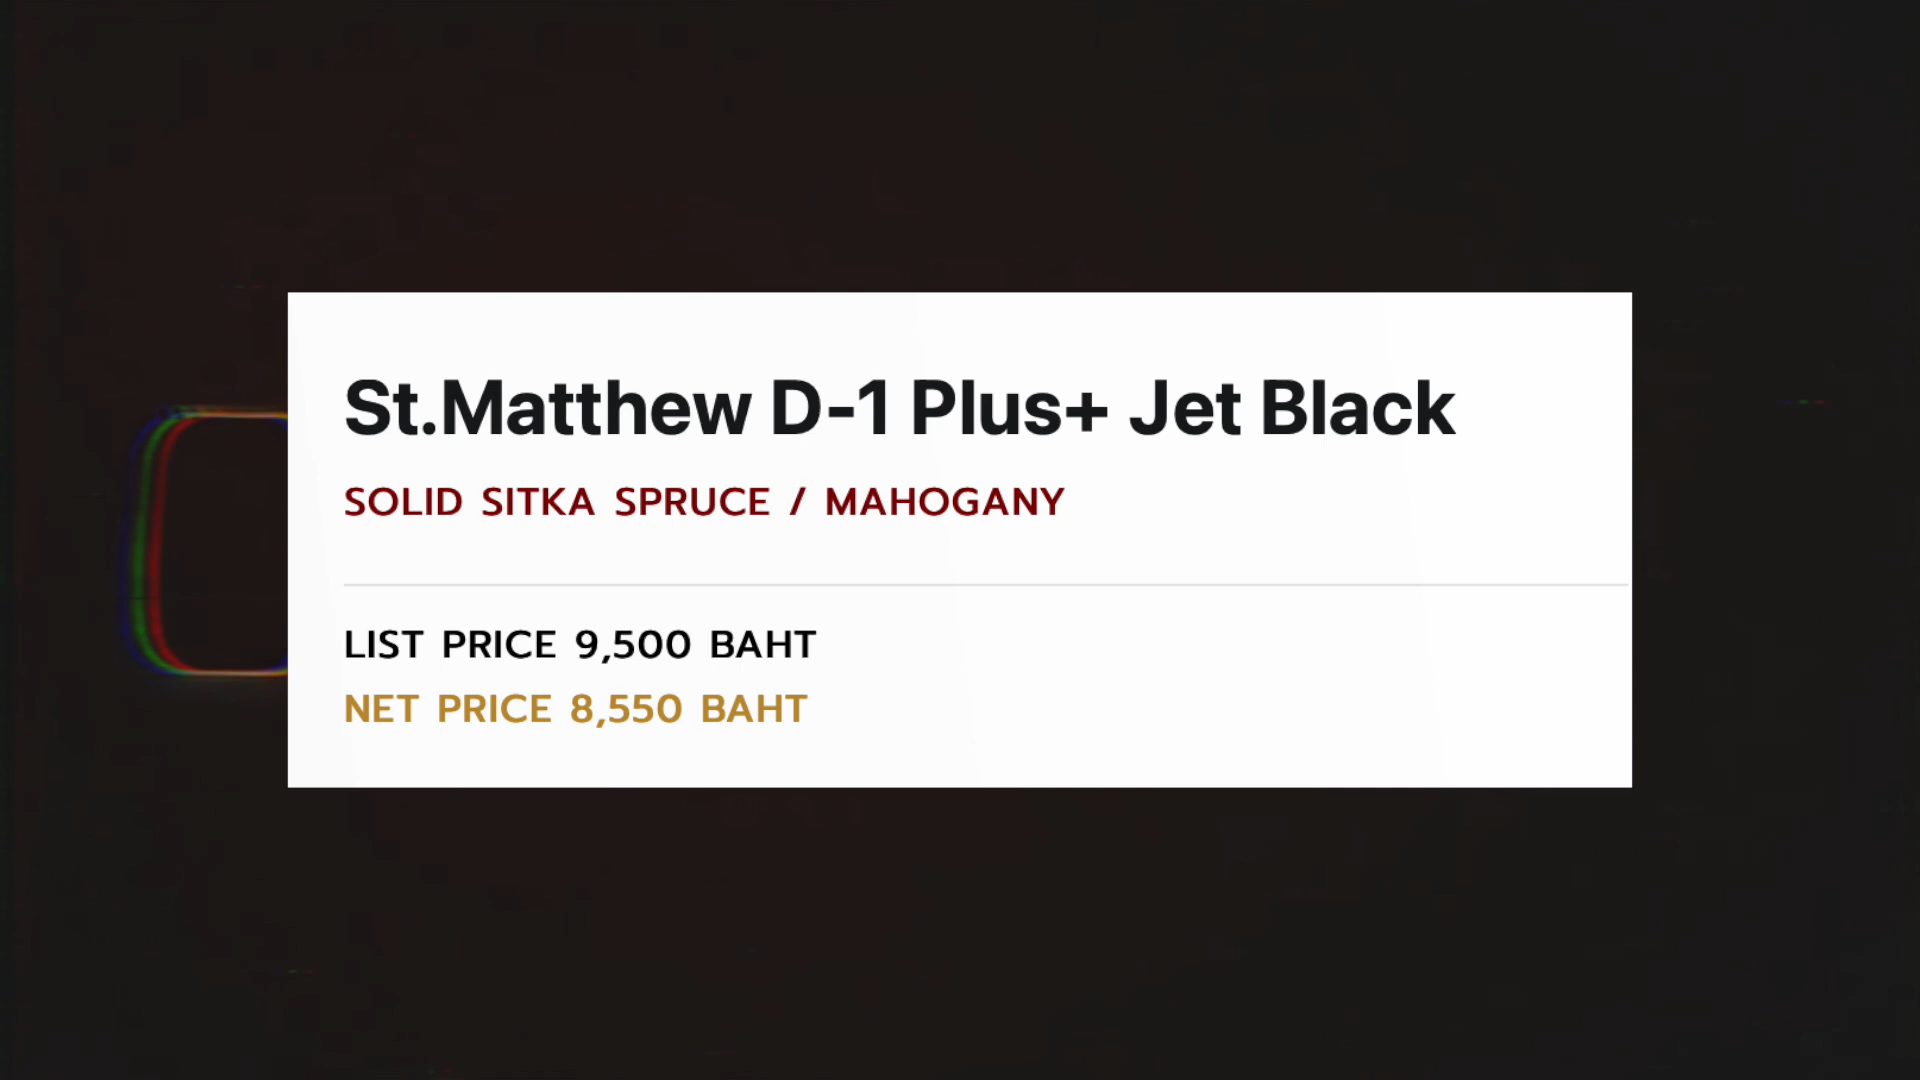 St.Matthew D-1 Plus+ Jet Black
SOLID SITKA SPRUCE / MAHOGANY
LIST PRICE 9,500 BAHT
NET PRICE 8,550 BAHT